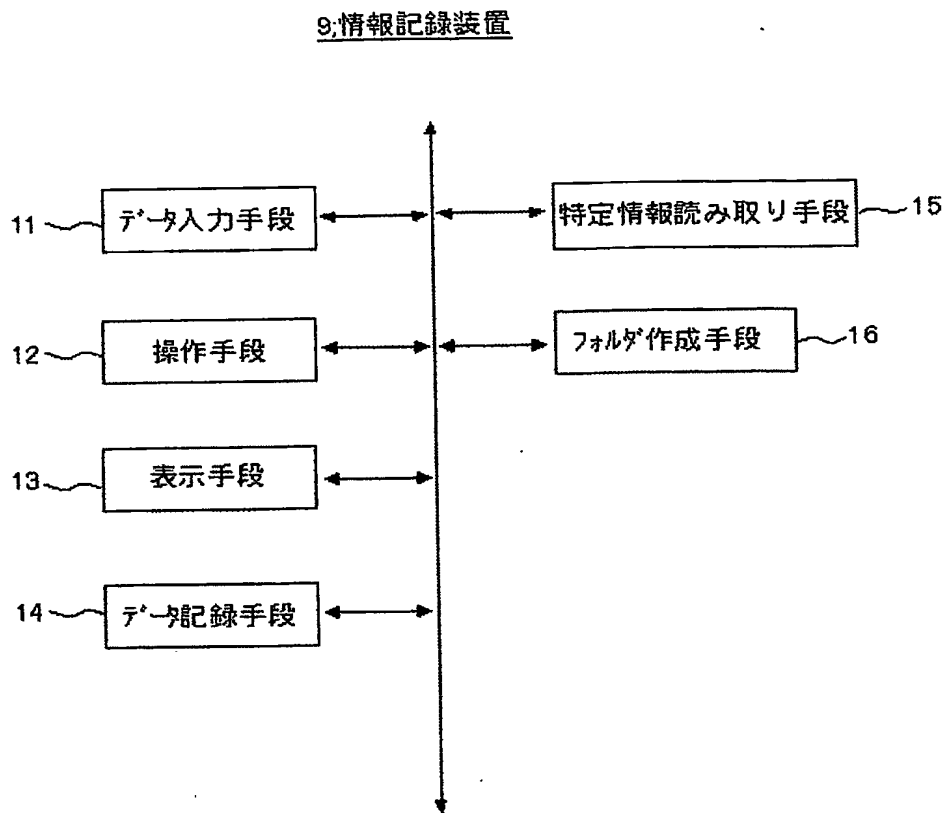 9;情報記録装置
11
データ入力手段
特定情報読み取り手段
15
12
操作手段
フォルダ作成手段
16
13
表示手段
14
データ記録手段